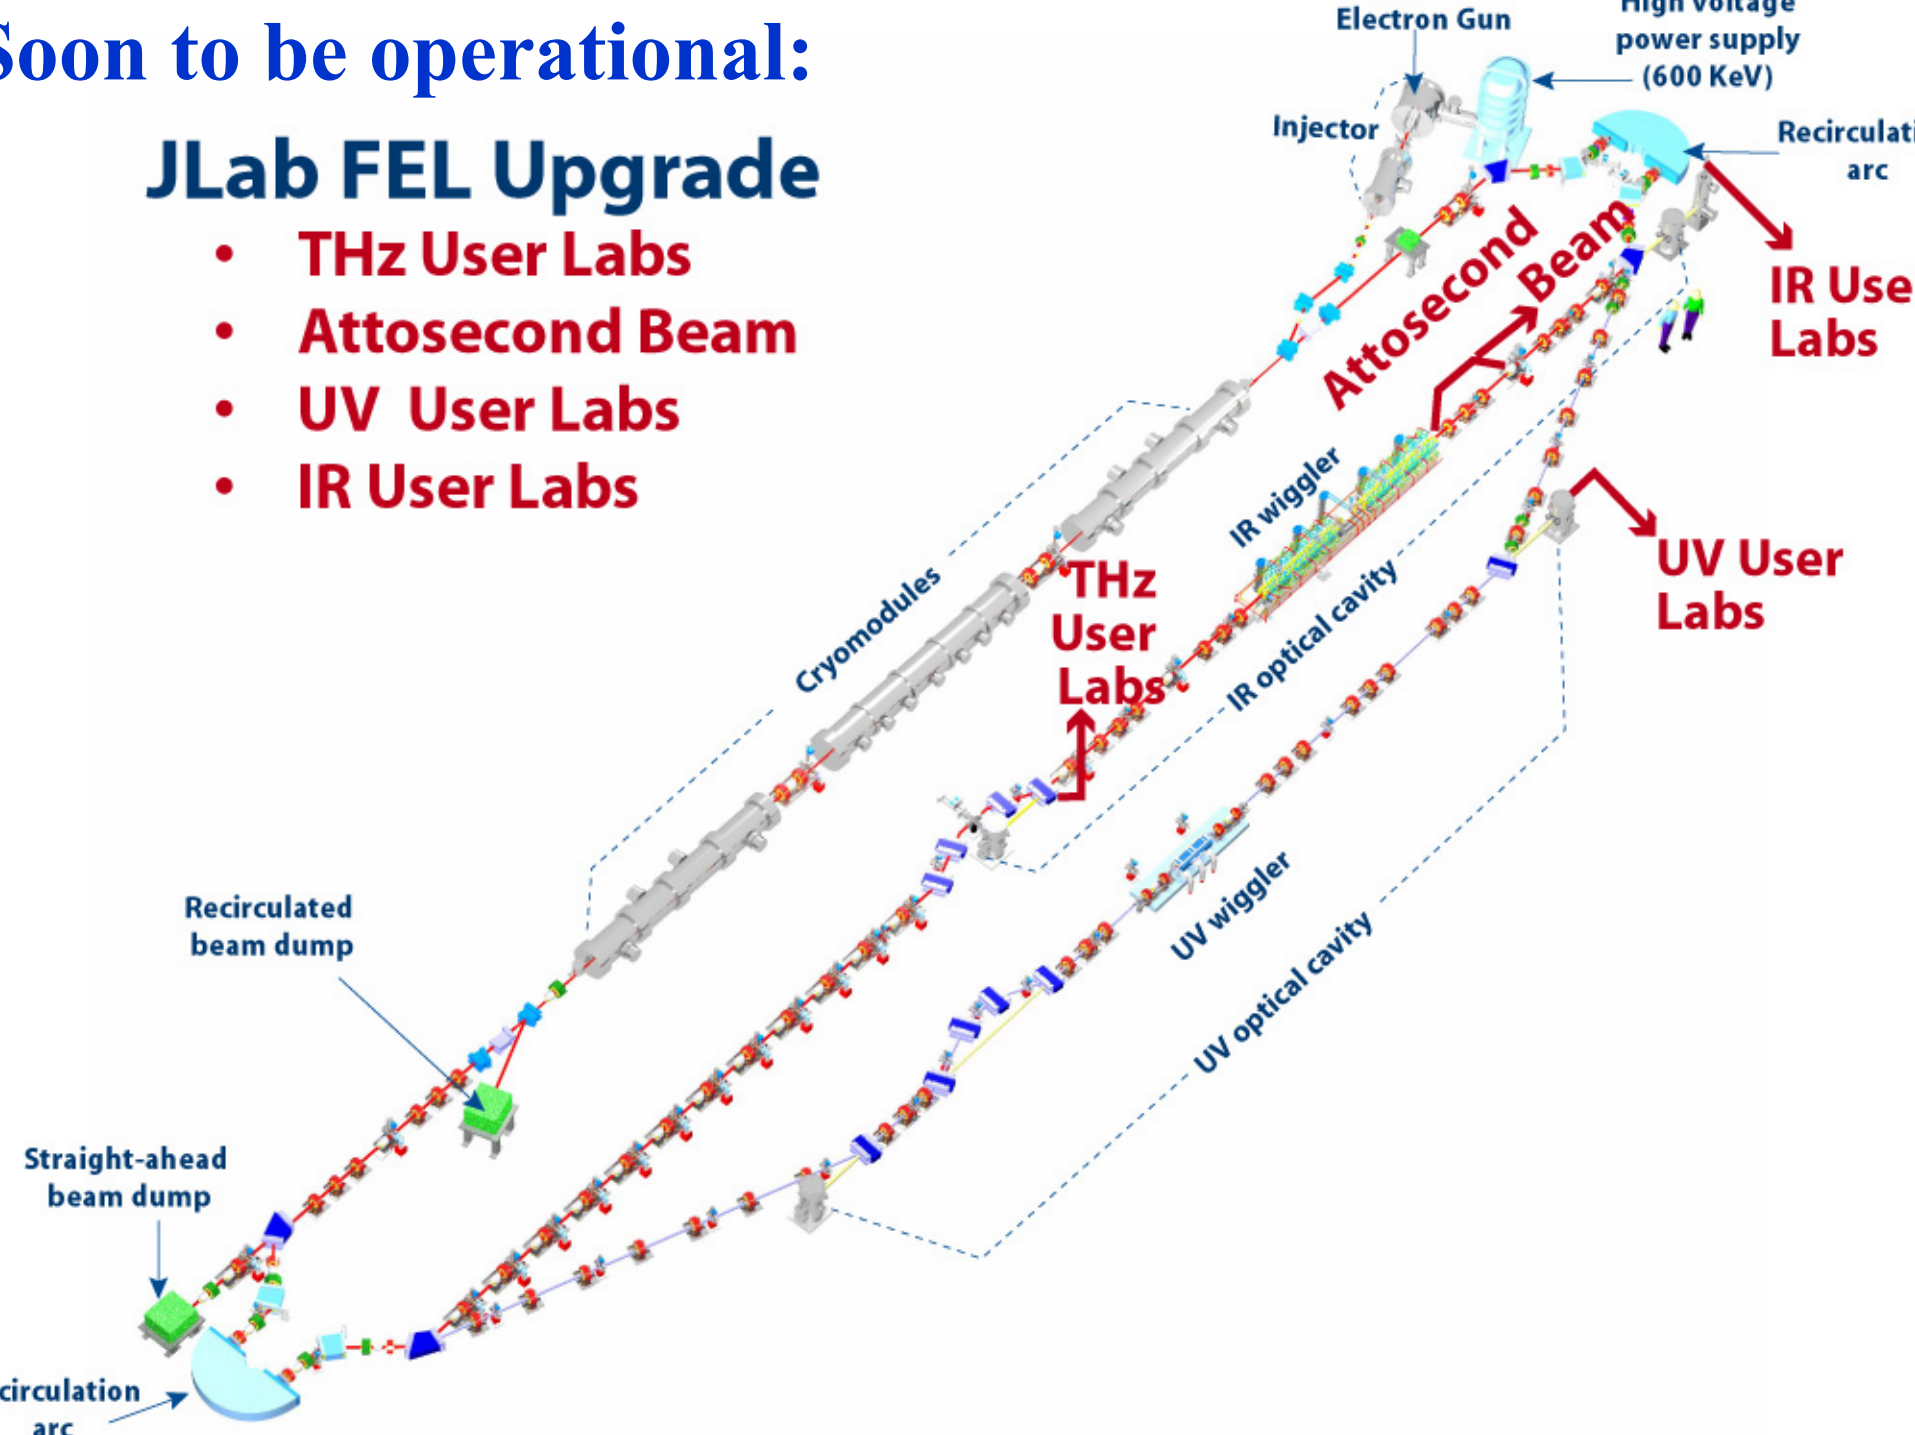 Soon to be operational:
JLab FEL Upgrade
• THz User Labs
• Attosecond Beam
• UV User Labs
• IR User Labs
Electron Gun
High voltage
power supply
(600 KeV)
Injector
Recirculati
arc
Attosecond
Beam
IR Use
Labs
IR wiggler
THz
User
Labs
Cryomodules
IR optical cavity
UV User
Labs
UV wiggler
UV optical cavity
Recirculated
beam dump
Straight-ahead
beam dump
circulation
arc